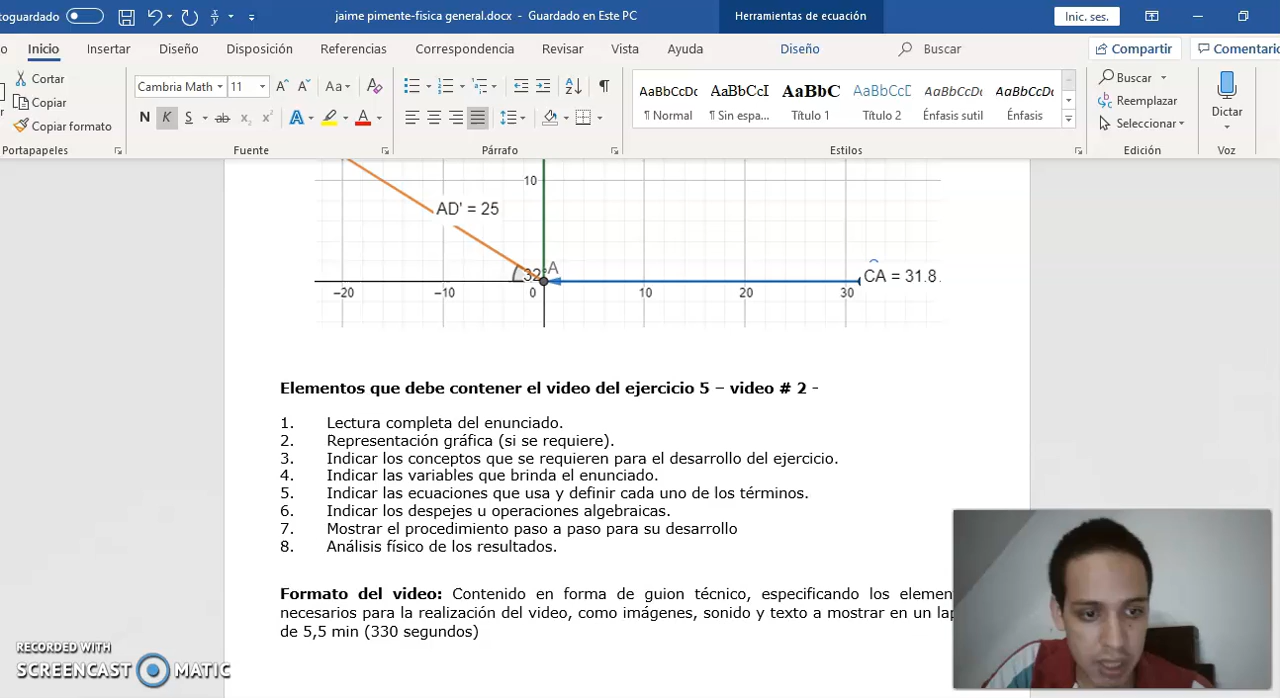 toguardado
jaime pimente-fisica general.docx - Guardado en Este PC
Herramientas de ecuación
Inic. ses.
o Inicio Insertar Diseño Disposición Referencias Correspondencia Revisar Vista Ayuda Diseño Buscar Compartir Comentario
Cortar
Copiar
Copiar formato
Portapapeles
Cambria Math 11
N K S ab x₂ x²
Fuente
Párrafo
AaBbCcDc AaBbCcI AaBbC AaBbCcD AaBbCcDc AaBbCcDc
¶ Normal ¶ Sin espa... Título 1 Título 2 Énfasis sutil Énfasis
Estilos
Buscar
Reemplazar
Seleccionar
Edición
Dictar
Voz
10
AD' = 25
32° A
CA = 31.8
−20 −10 0 10 20 30
Elementos que debe contener el video del ejercicio 5 – video # 2 -
1. Lectura completa del enunciado.
2. Representación gráfica (si se requiere).
3. Indicar los conceptos que se requieren para el desarrollo del ejercicio.
4. Indicar las variables que brinda el enunciado.
5. Indicar las ecuaciones que usa y definir cada uno de los términos.
6. Indicar los despejes u operaciones algebraicas.
7. Mostrar el procedimiento paso a paso para su desarrollo
8. Análisis físico de los resultados.
Formato del video: Contenido en forma de guion técnico, especificando los elemen
necesarios para la realización del video, como imágenes, sonido y texto a mostrar en un lap
de 5,5 min (330 segundos)
RECORDED WITH
SCREENCAST MATIC